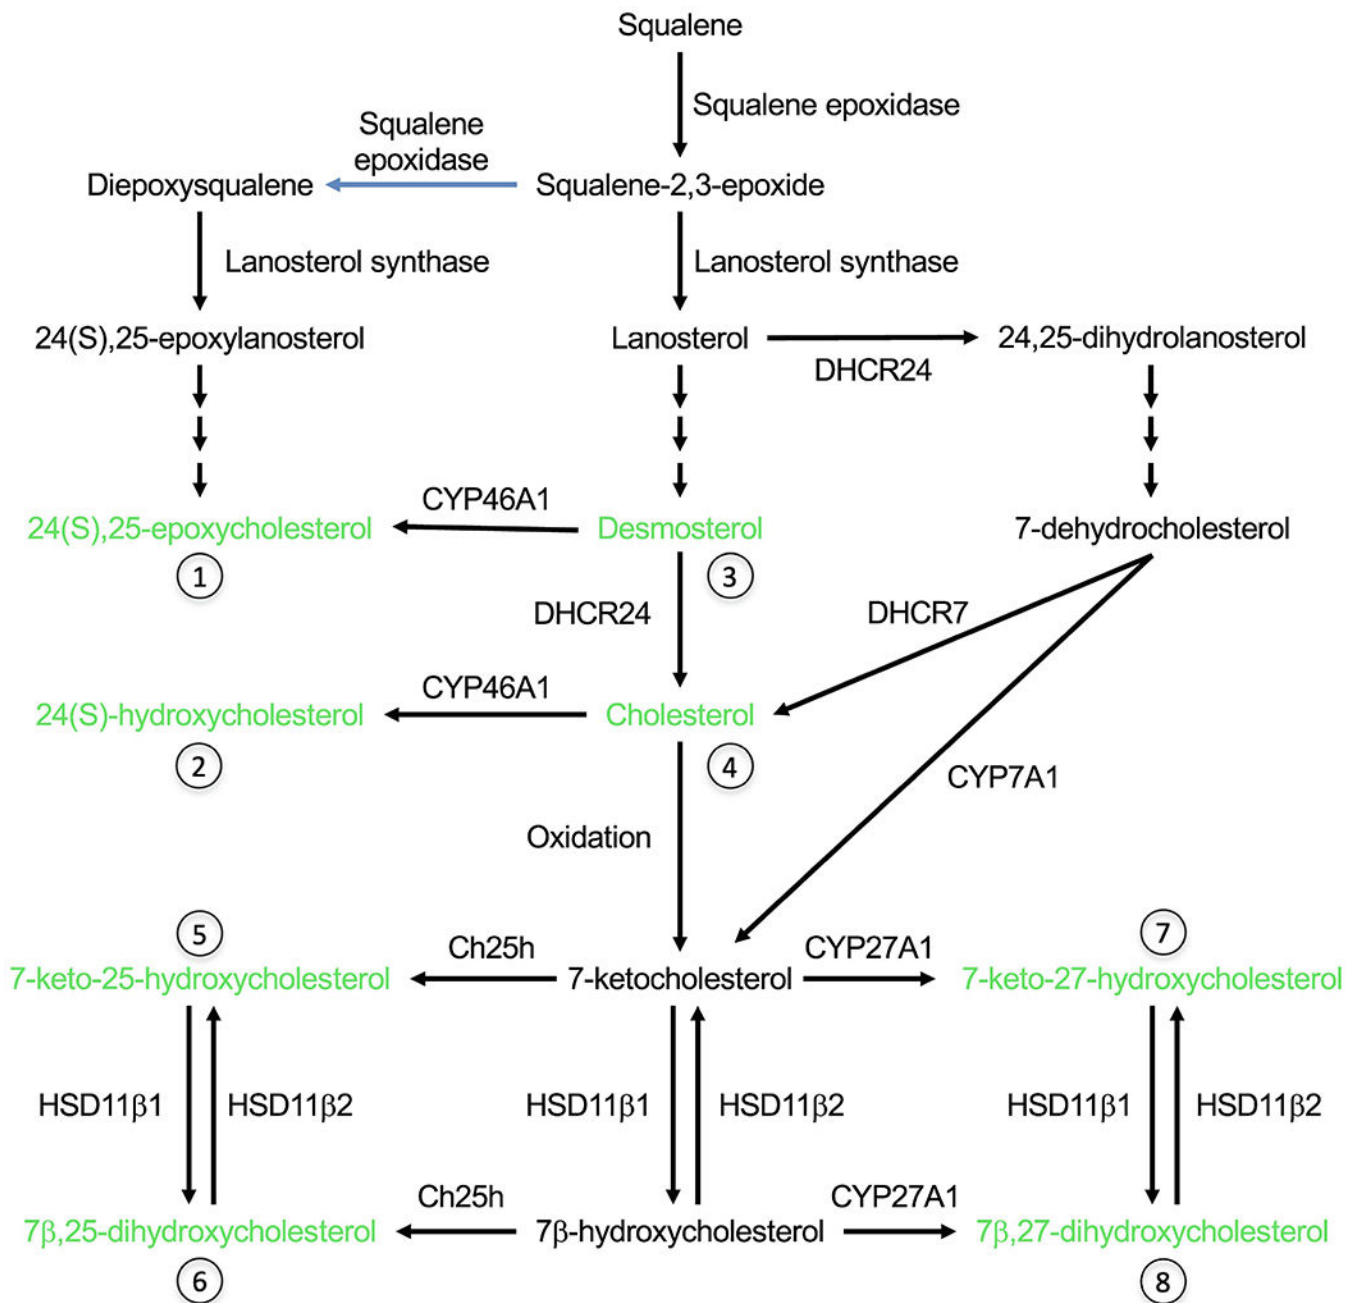 Squalene
Squalene epoxidase
Squalene
epoxidase
Diepoxysqualene
Squalene-2,3-epoxide
Lanosterol synthase
Lanosterol synthase
24(S),25-epoxylanosterol
Lanosterol
24,25-dihydrolanosterol
DHCR24
CYP46A1
24(S),25-epoxycholesterol
Desmosterol
7-dehydrocholesterol
1
3
DHCR24
DHCR7
CYP46A1
24(S)-hydroxycholesterol
Cholesterol
2
4
CYP7A1
Oxidation
5
7
Ch25h
CYP27A1
7-keto-25-hydroxycholesterol
7-ketocholesterol
7-keto-27-hydroxycholesterol
HSD11β1
HSD11β2
HSD11β1
HSD11β2
HSD11β1
HSD11β2
Ch25h
CYP27A1
7β,25-dihydroxycholesterol
7β-hydroxycholesterol
7β,27-dihydroxycholesterol
6
8